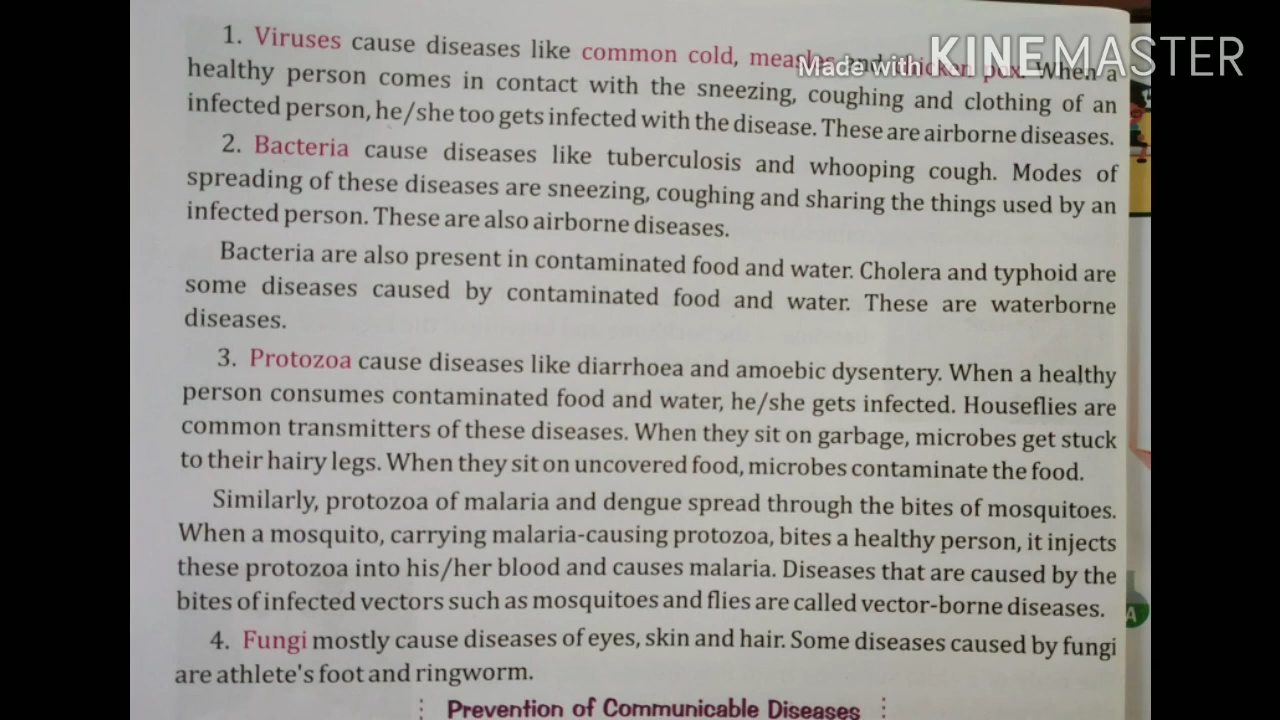 Made with KINEMASTER
1. Viruses cause diseases like common cold, measles and chicken pox. When a
healthy person comes in contact with the sneezing, coughing and clothing of an
infected person, he/she too gets infected with the disease. These are airborne diseases.
2. Bacteria cause diseases like tuberculosis and whooping cough. Modes of
spreading of these diseases are sneezing, coughing and sharing the things used by an
infected person. These are also airborne diseases.
Bacteria are also present in contaminated food and water. Cholera and typhoid are
some diseases caused by contaminated food and water. These are waterborne
diseases.
3. Protozoa cause diseases like diarrhoea and amoebic dysentery. When a healthy
person consumes contaminated food and water, he/she gets infected. Houseflies are
common transmitters of these diseases. When they sit on garbage, microbes get stuck
to their hairy legs. When they sit on uncovered food, microbes contaminate the food.
Similarly, protozoa of malaria and dengue spread through the bites of mosquitoes.
When a mosquito, carrying malaria-causing protozoa, bites a healthy person, it injects
these protozoa into his/her blood and causes malaria. Diseases that are caused by the
bites of infected vectors such as mosquitoes and flies are called vector-borne diseases.
A
4. Fungi mostly cause diseases of eyes, skin and hair. Some diseases caused by fungi
are athlete's foot and ringworm.
Prevention of Communicable Diseases